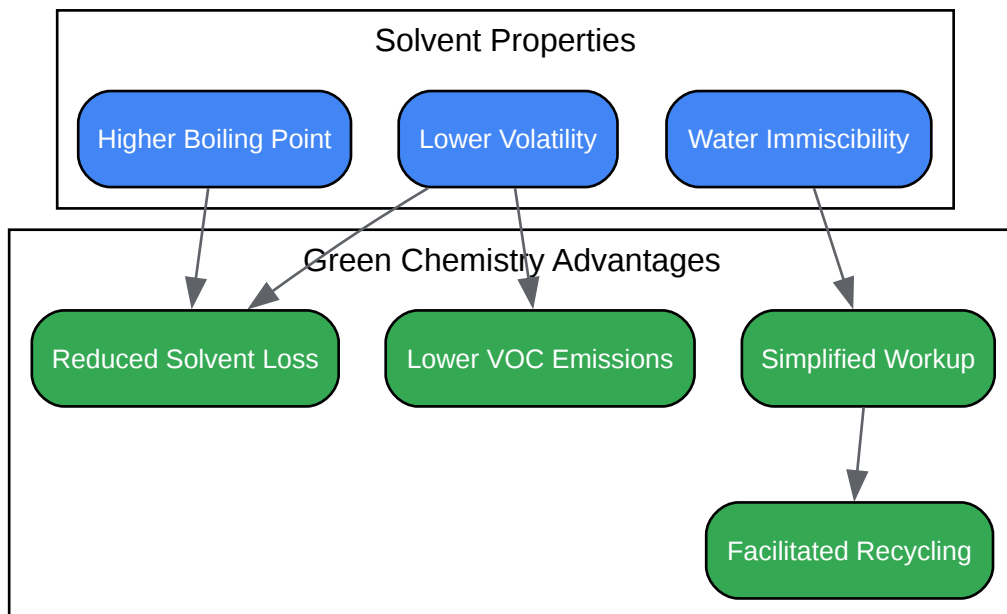 Solvent Properties
Higher Boiling Point
Lower Volatility
Water Immiscibility
Green Chemistry Advantages
Reduced Solvent Loss
Lower VOC Emissions
Simplified Workup
Facilitated Recycling